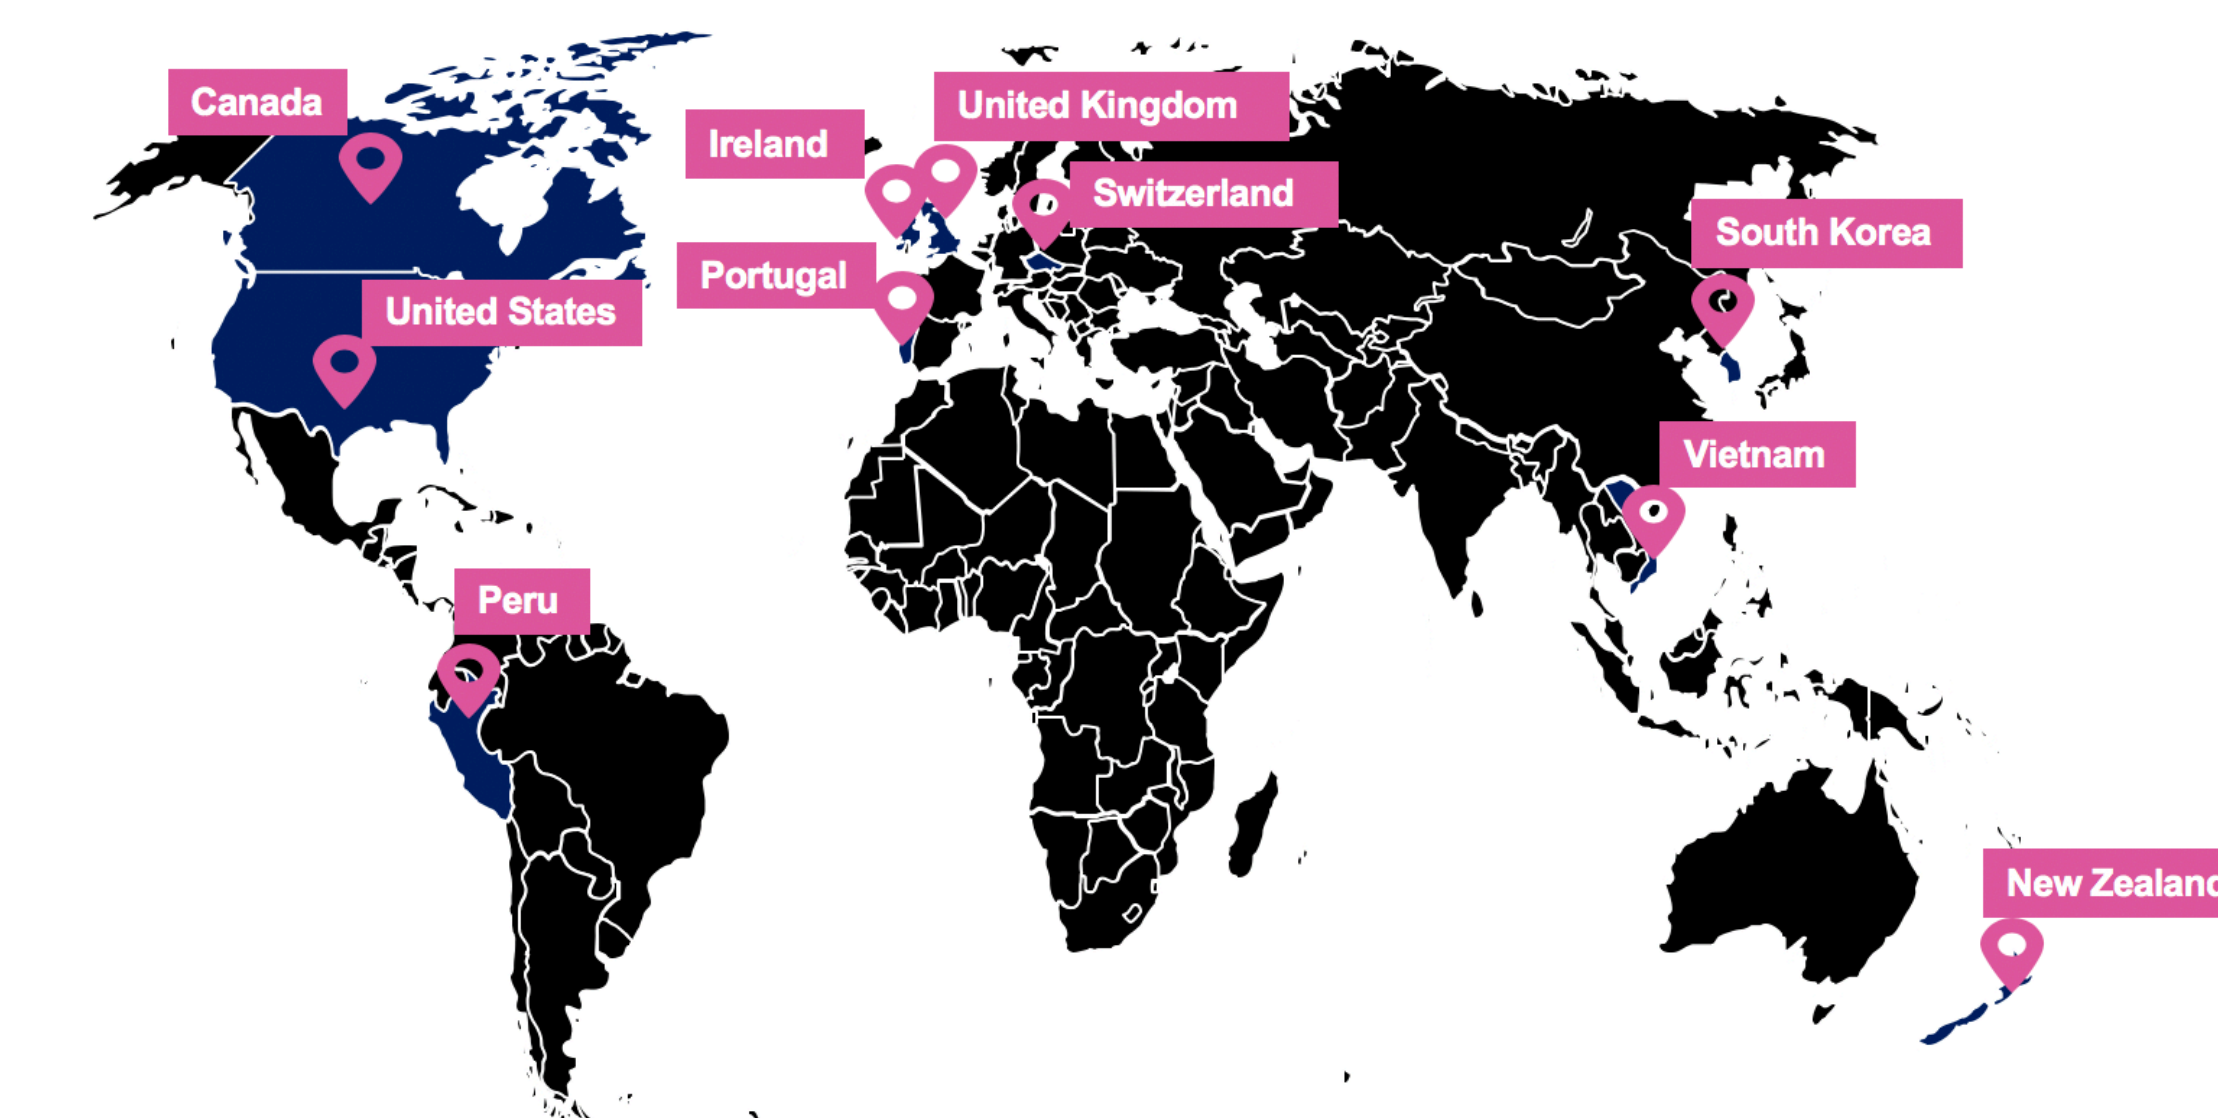 Canada
United Kingdom
Ireland
Switzerland
South Korea
Portugal
United States
Vietnam
Peru
New Zealand